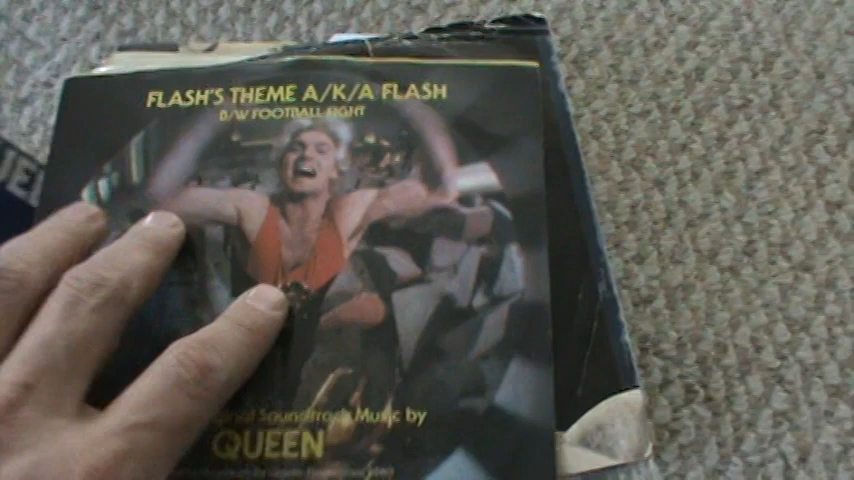 FLASH'S THEME A/K/A FLASH
B/W FOOTBALL FIGHT
Soundtrack Music by
QUEEN